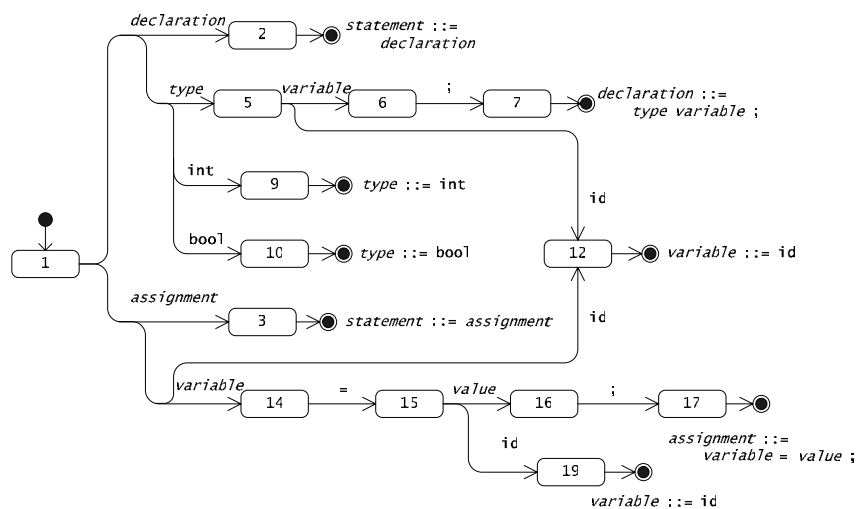 declaration
2
statement ::=
declaration
type
5
variable
6
;
7
declaration ::=
type variable ;
int
9
type ::= int
id
bool
10
type ::= bool
12
variable ::= id
1
assignment
3
statement ::= assignment
id
variable
14
=
15
value
16
;
17
assignment ::=
variable = value ;
id
19
variable ::= id